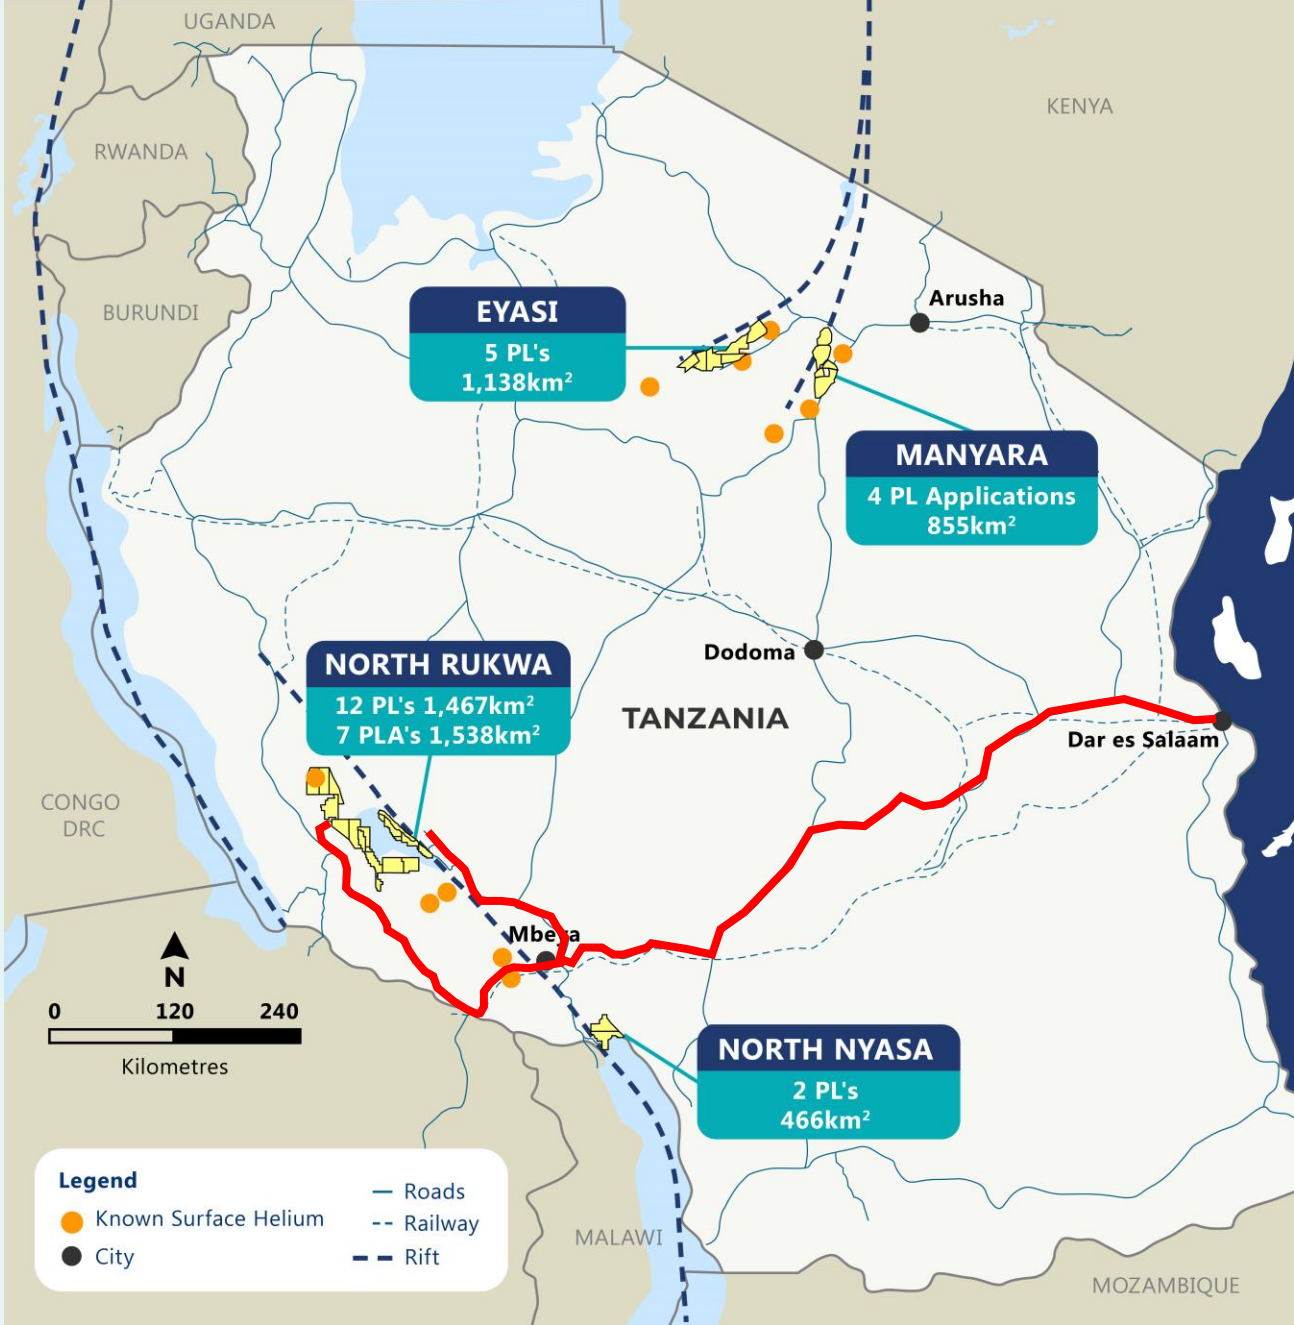 UGANDA
KENYA
RWANDA
BURUNDI
EYASI
5 PL's
1,138km²
Arusha
MANYARA
4 PL Applications
855km²
Dodoma
NORTH RUKWA
12 PL's 1,467km²
7 PLA's 1,538km²
TANZANIA
Dar es Salaam
CONGO
DRC
Mbeya
N
0 120 240
Kilometres
NORTH NYASA
2 PL's
466km²
Legend
Known Surface Helium
City
Roads
Railway
Rift
MALAWI
MOZAMBIQUE